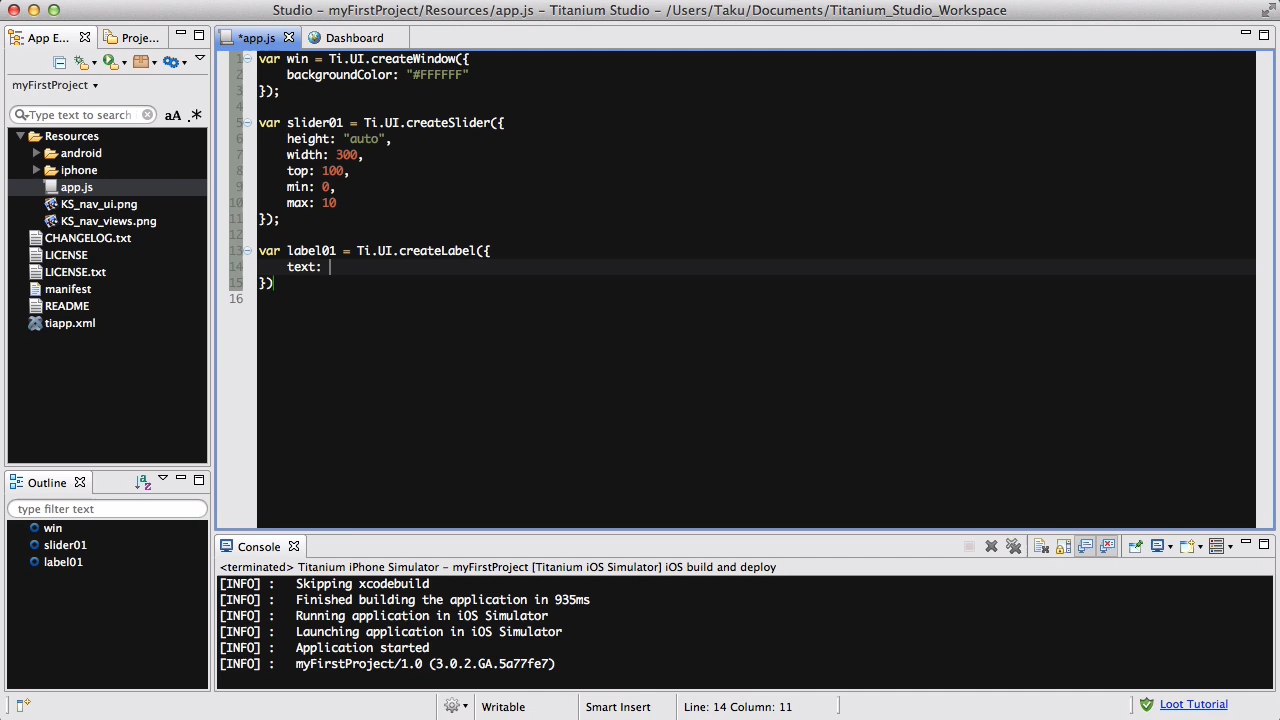 Studio - myFirstProject/Resources/app.js - Titanium Studio - /Users/Tatu/Documents/Titanium_Studio_Workspace
App E...
Proje...
myFirstProject
Type text to search
aA .*
Resources
android
iphone
app.js
KS_nav_ui.png
KS_nav_views.png
CHANGELOG.txt
LICENSE
LICENSE.txt
manifest
README
tiapp.xml
Outline
type filter text
win
slider01
label01
*app.js
Dashboard
1 var win = Ti.UI.createWindow({
2 backgroundColor: "#FFFFFF"
3 });
4
5 var slider01 = Ti.UI.createSlider({
6 height: "auto",
7 width: 300,
8 top: 100,
9 min: 0,
10 max: 10
11 });
12
13 var label01 = Ti.UI.createLabel({
14 text:
15 })
16
Console
<terminated> Titanium iPhone Simulator - myFirstProject [Titanium iOS Simulator] iOS build and deploy
[INFO] : Skipping xcodebuild
[INFO] : Finished building the application in 935ms
[INFO] : Running application in iOS Simulator
[INFO] : Launching application in iOS Simulator
[INFO] : Application started
[INFO] : myFirstProject/1.0 (3.0.2.GA.5a77fe7)
Writable
Smart Insert
Line: 14 Column: 11
Loot Tutorial